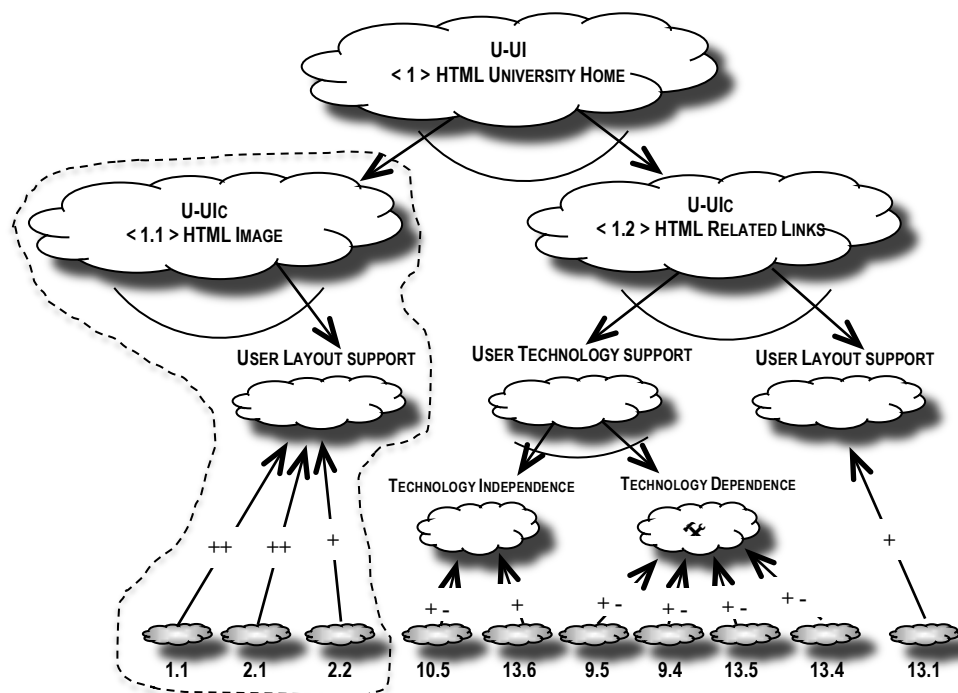 U-UI
< 1 > HTML UNIVERSITY HOME
U-UIC
< 1.1 > HTML IMAGE
U-UIC
< 1.2 > HTML RELATED LINKS
USER LAYOUT SUPPORT
USER TECHNOLOGY SUPPORT
USER LAYOUT SUPPORT
TECHNOLOGY INDEPENDENCE
TECHNOLOGY DEPENDENCE
++ ++ + +
+ - + + - + - + - + -
1.1 2.1 2.2 10.5 13.6 9.5 9.4 13.5 13.4 13.1